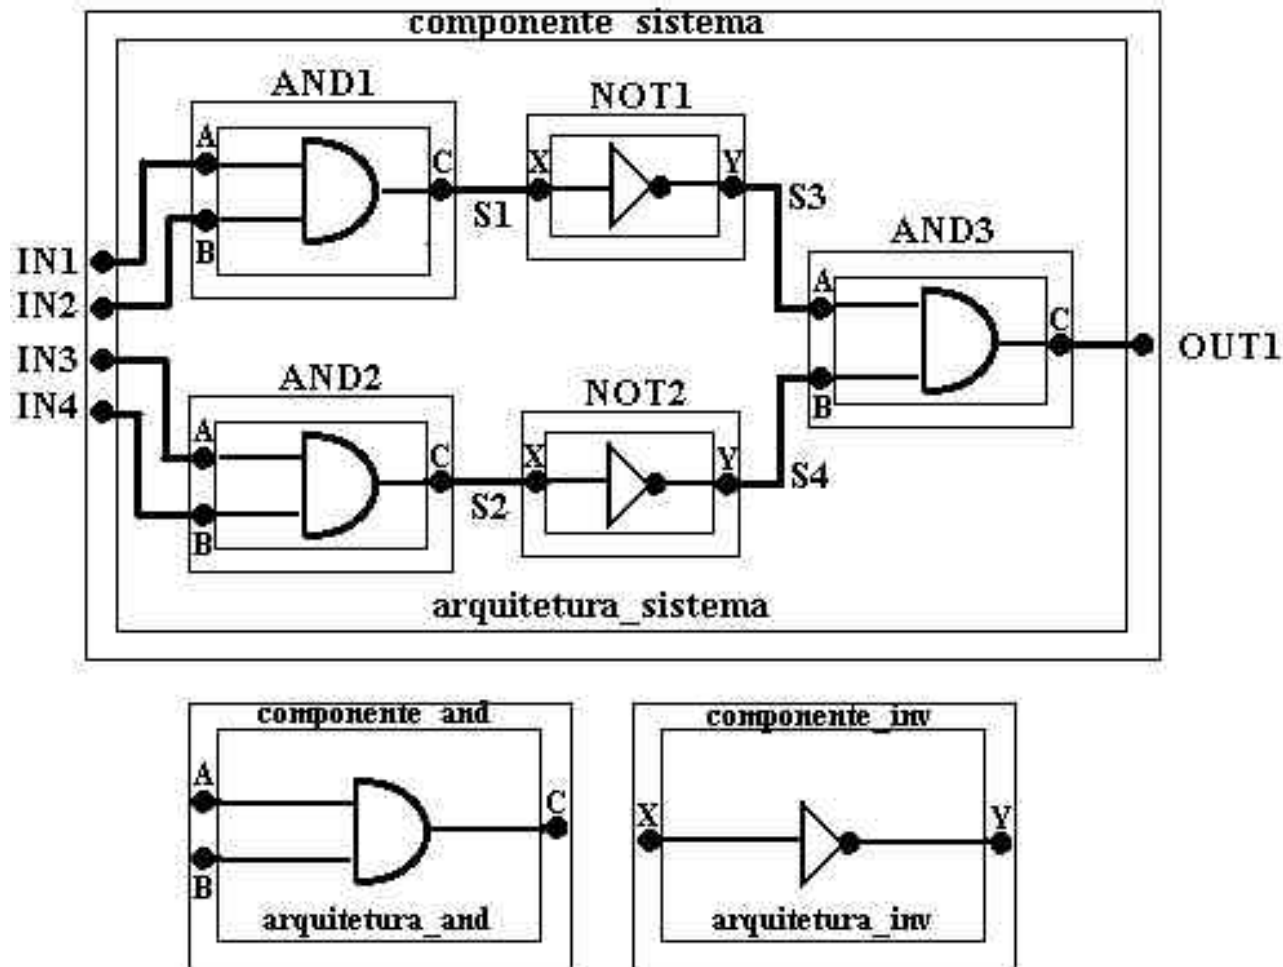 componente sistema
AND1
NOT1
A
C
X
Y
S1
S3
B
AND3
IN1
IN2
A
C
OUT1
IN3
IN4
AND2
NOT2
B
A
C
X
Y
S2
S4
B
arquitetura_sistema
componente and
componente_inv
A
C
X
Y
B
arquitetura_and
arquitetura_inv